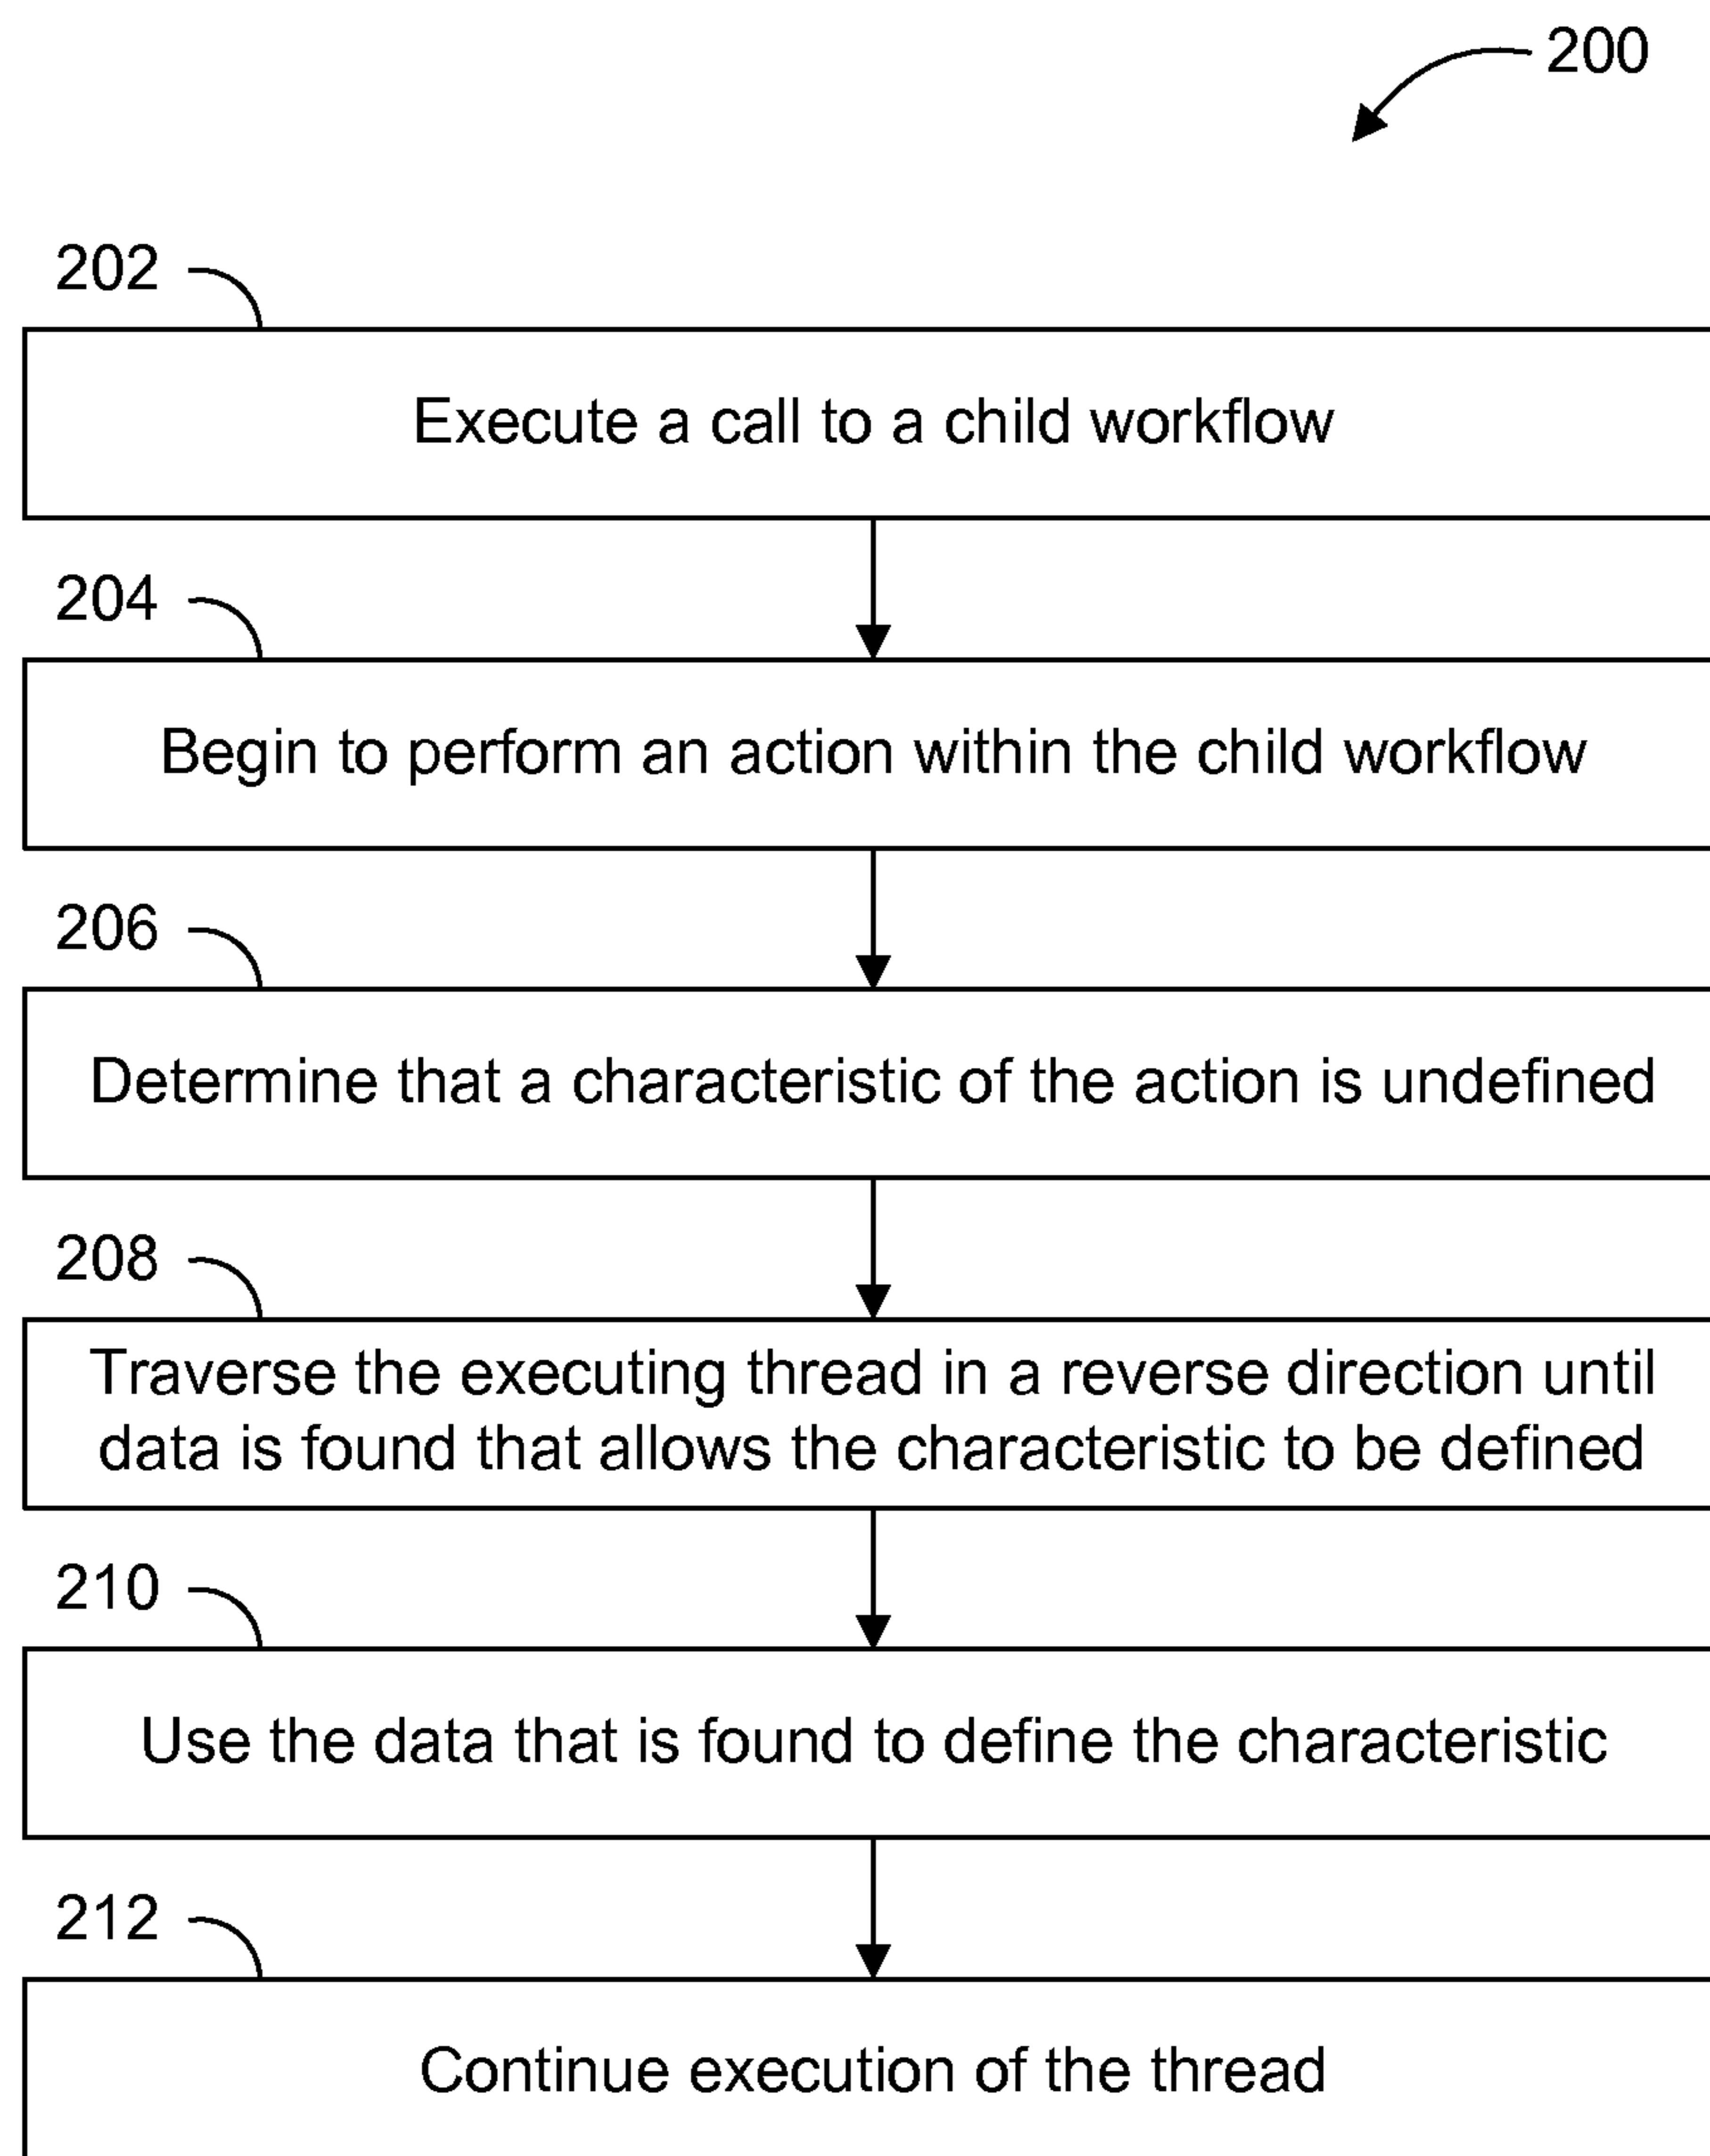 200
202
Execute a call to a child workflow
204
Begin to perform an action within the child workflow
206
Determine that a characteristic of the action is undefined
208
Traverse the executing thread in a reverse direction until
data is found that allows the characteristic to be defined
210
Use the data that is found to define the characteristic
212
Continue execution of the thread